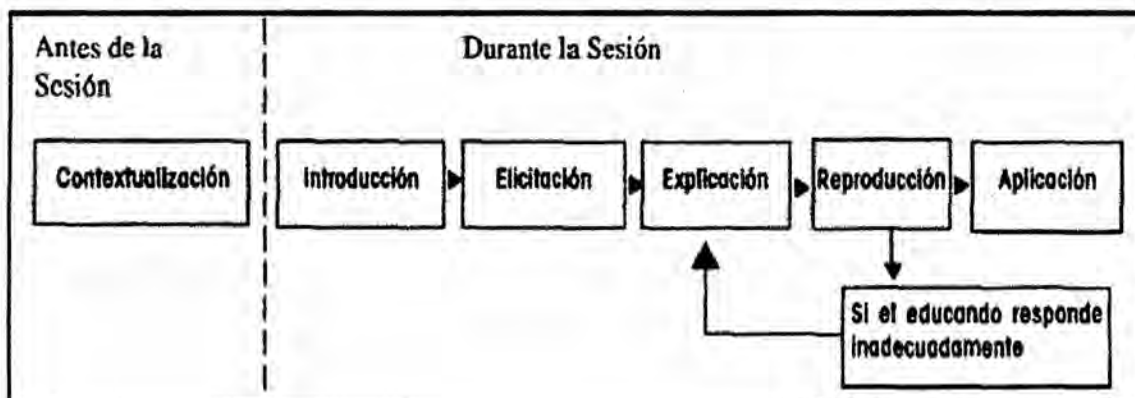 Antes de la
Sesión
Durante la Sesión
Contextualización
Introducción
Elicitación
Explicación
Reproducción
Aplicación
Si el educando responde
inadecuadamente